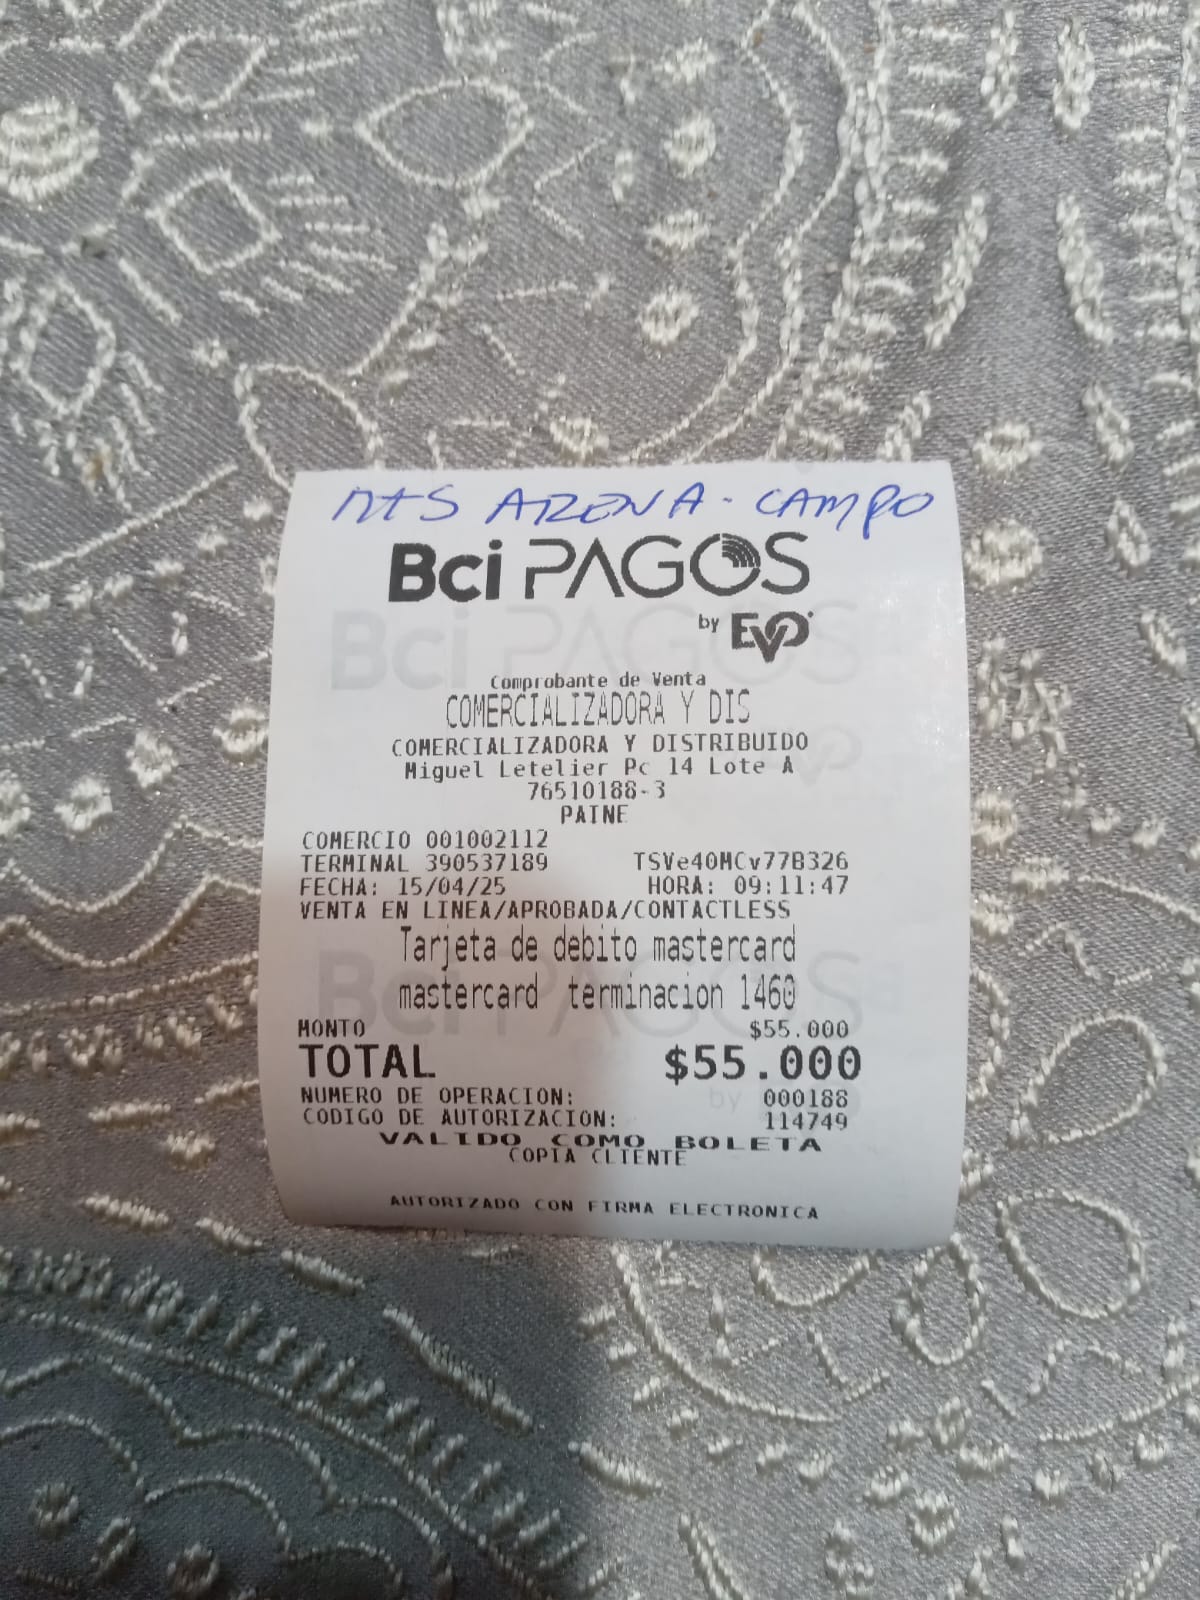 MTS ARENA - CAMPO
Bci PAGOS
by EVO
Comprobante de Venta
COMERCIALIZADORA Y DIS
COMERCIALIZADORA Y DISTRIBUIDO
Miguel Letelier Pc 14 Lote A
76510188-3
PAINE
COMERCIO 001002112
TERMINAL 390537189 TSVe40MCv77B326
FECHA: 15/04/25 HORA: 09:11:47
VENTA EN LINEA/APROBADA/CONTACTLESS
Tarjeta de debito mastercard
mastercard terminacion 1460
MONTO $55.000
TOTAL $55.000
NUMERO DE OPERACION: 000188
CODIGO DE AUTORIZACION: 114749
VALIDO COMO BOLETA
COPIA CLIENTE
AUTORIZADO CON FIRMA ELECTRONICA